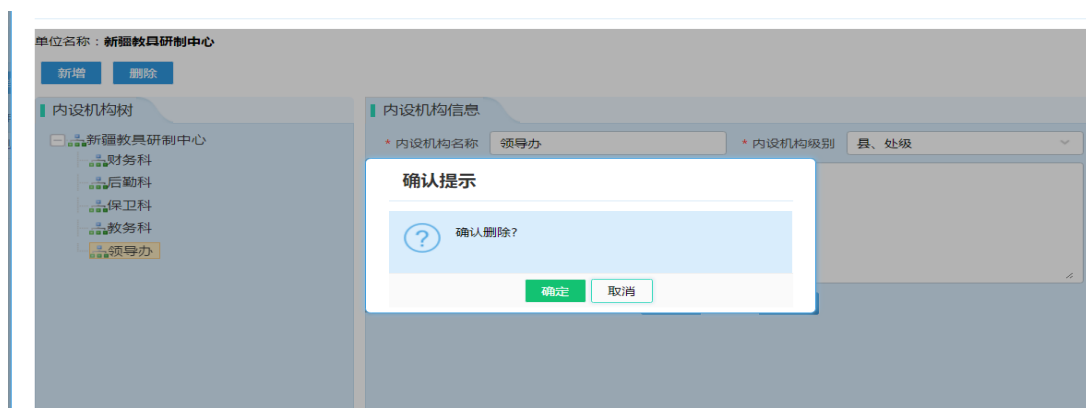 单位名称：新疆教具研制中心
新增 删除
内设机构树 内设机构信息
新疆教具研制中心
* 内设机构名称 领导办 * 内设机构级别 县、处级
财务科
后勤科
保卫科
教务科
领导办
确认提示
确认删除?
确定 取消